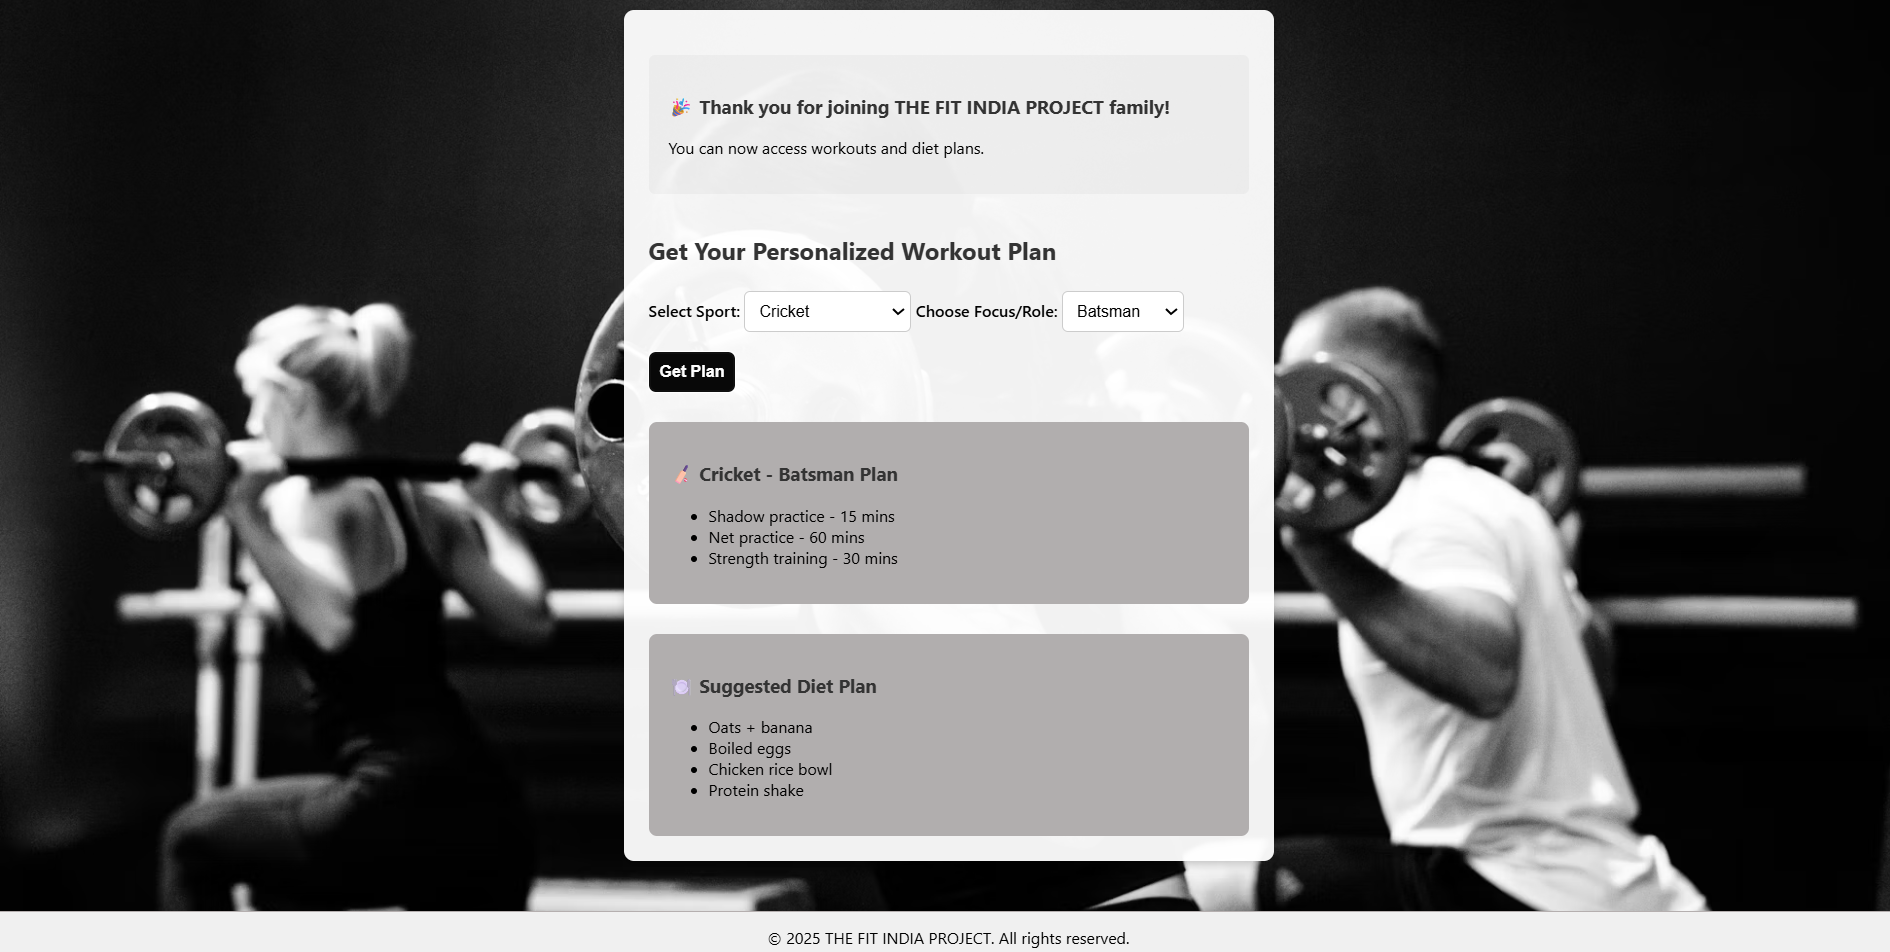 🎉 Thank you for joining THE FIT INDIA PROJECT family!
You can now access workouts and diet plans.
Get Your Personalized Workout Plan
Select Sport: Cricket Choose Focus/Role: Batsman
Get Plan
🏏 Cricket - Batsman Plan
• Shadow practice - 15 mins
• Net practice - 60 mins
• Strength training - 30 mins
🍽️ Suggested Diet Plan
• Oats + banana
• Boiled eggs
• Chicken rice bowl
• Protein shake
© 2025 THE FIT INDIA PROJECT. All rights reserved.